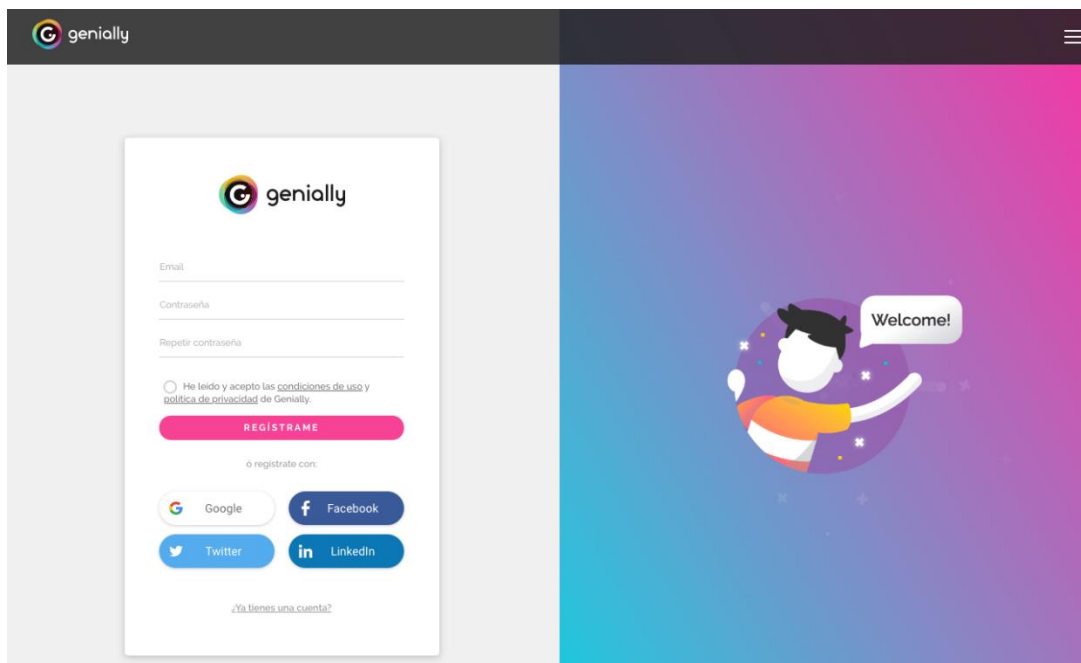 genially
genially
Email
Contraseña
Repetir contraseña
He leído y acepto las condiciones de uso y
política de privacidad de Genially.
REGÍSTRAME
o regístrate con:
Google
Facebook
Twitter
LinkedIn
¿Ya tienes una cuenta?
Welcome!